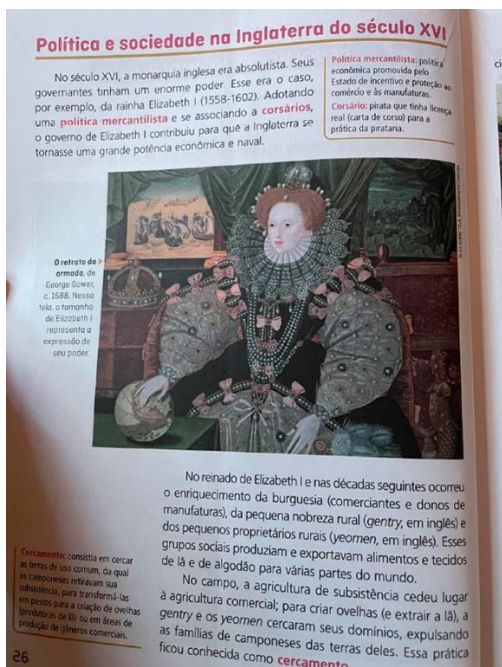 Política e sociedade na Inglaterra do século XVI
No século XVI, a monarquia inglesa era absolutista. Seus
governantes tinham um enorme poder. Esse era o caso,
por exemplo, da rainha Elizabeth I (1558-1602). Adotando
uma política mercantilista e se associando a corsários,
o governo de Elizabeth I contribuiu para que a Inglaterra se
tornasse uma grande potência econômica e naval.
Política mercantilista: política
econômica promovida pelo
Estado de incentivo e proteção ao
comércio e às manufaturas.
Corsário: pirata que tinha licença
real (carta de corso) para a
prática da pirataria.
O retrato da
armada, de
George Gower,
c. 1588. Nessa
tela, o tamanho
de Elizabeth I
representa a
expressão de
seu poder.
No reinado de Elizabeth I e nas décadas seguintes ocorreu
o enriquecimento da burguesia (comerciantes e donos de
manufaturas), da pequena nobreza rural (gentry, em inglês) e
dos pequenos proprietários rurais (yeomen, em inglês). Esses
grupos sociais produziam e exportavam alimentos e tecidos
de lã e de algodão para várias partes do mundo.
No campo, a agricultura de subsistência cedeu lugar
à agricultura comercial; para criar ovelhas (e extrair a lã), a
gentry e os yeomen cercaram seus domínios, expulsando
as famílias de camponeses das terras deles. Essa prática
ficou conhecida como cercamento
Cercamento: consistia em cercar
as terras de uso comum, da qual
os camponeses retiravam sua
subsistência, para transformá-las
em pastos para a criação de ovelhas
(produtoras de lã) ou em áreas de
produção de gêneros comerciais.
26